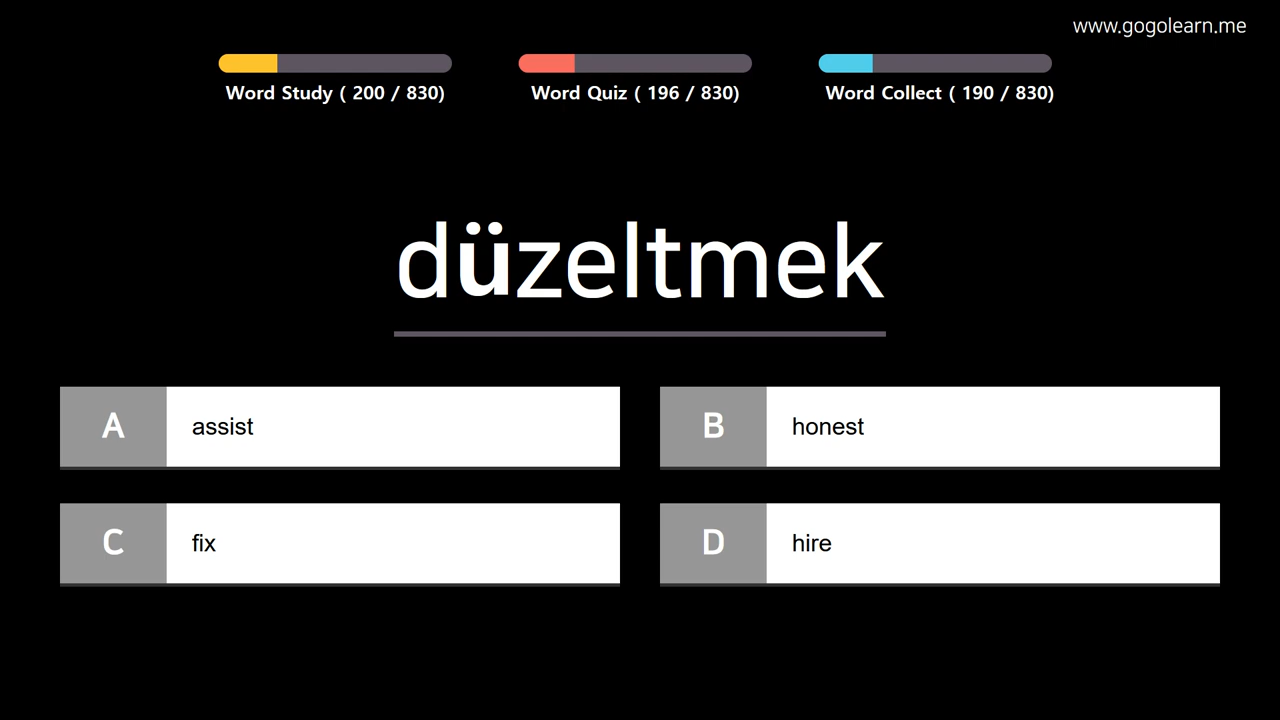 www.gogolearn.me
Word Study ( 200 / 830)
Word Quiz ( 196 / 830)
Word Collect ( 190 / 830)
düzeltmek
A assist
B honest
C fix
D hire